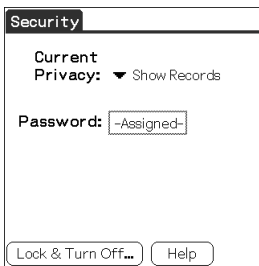 Security
Current
Privacy: Show Records
Password: -Assigned-
Lock & Turn Off... Help